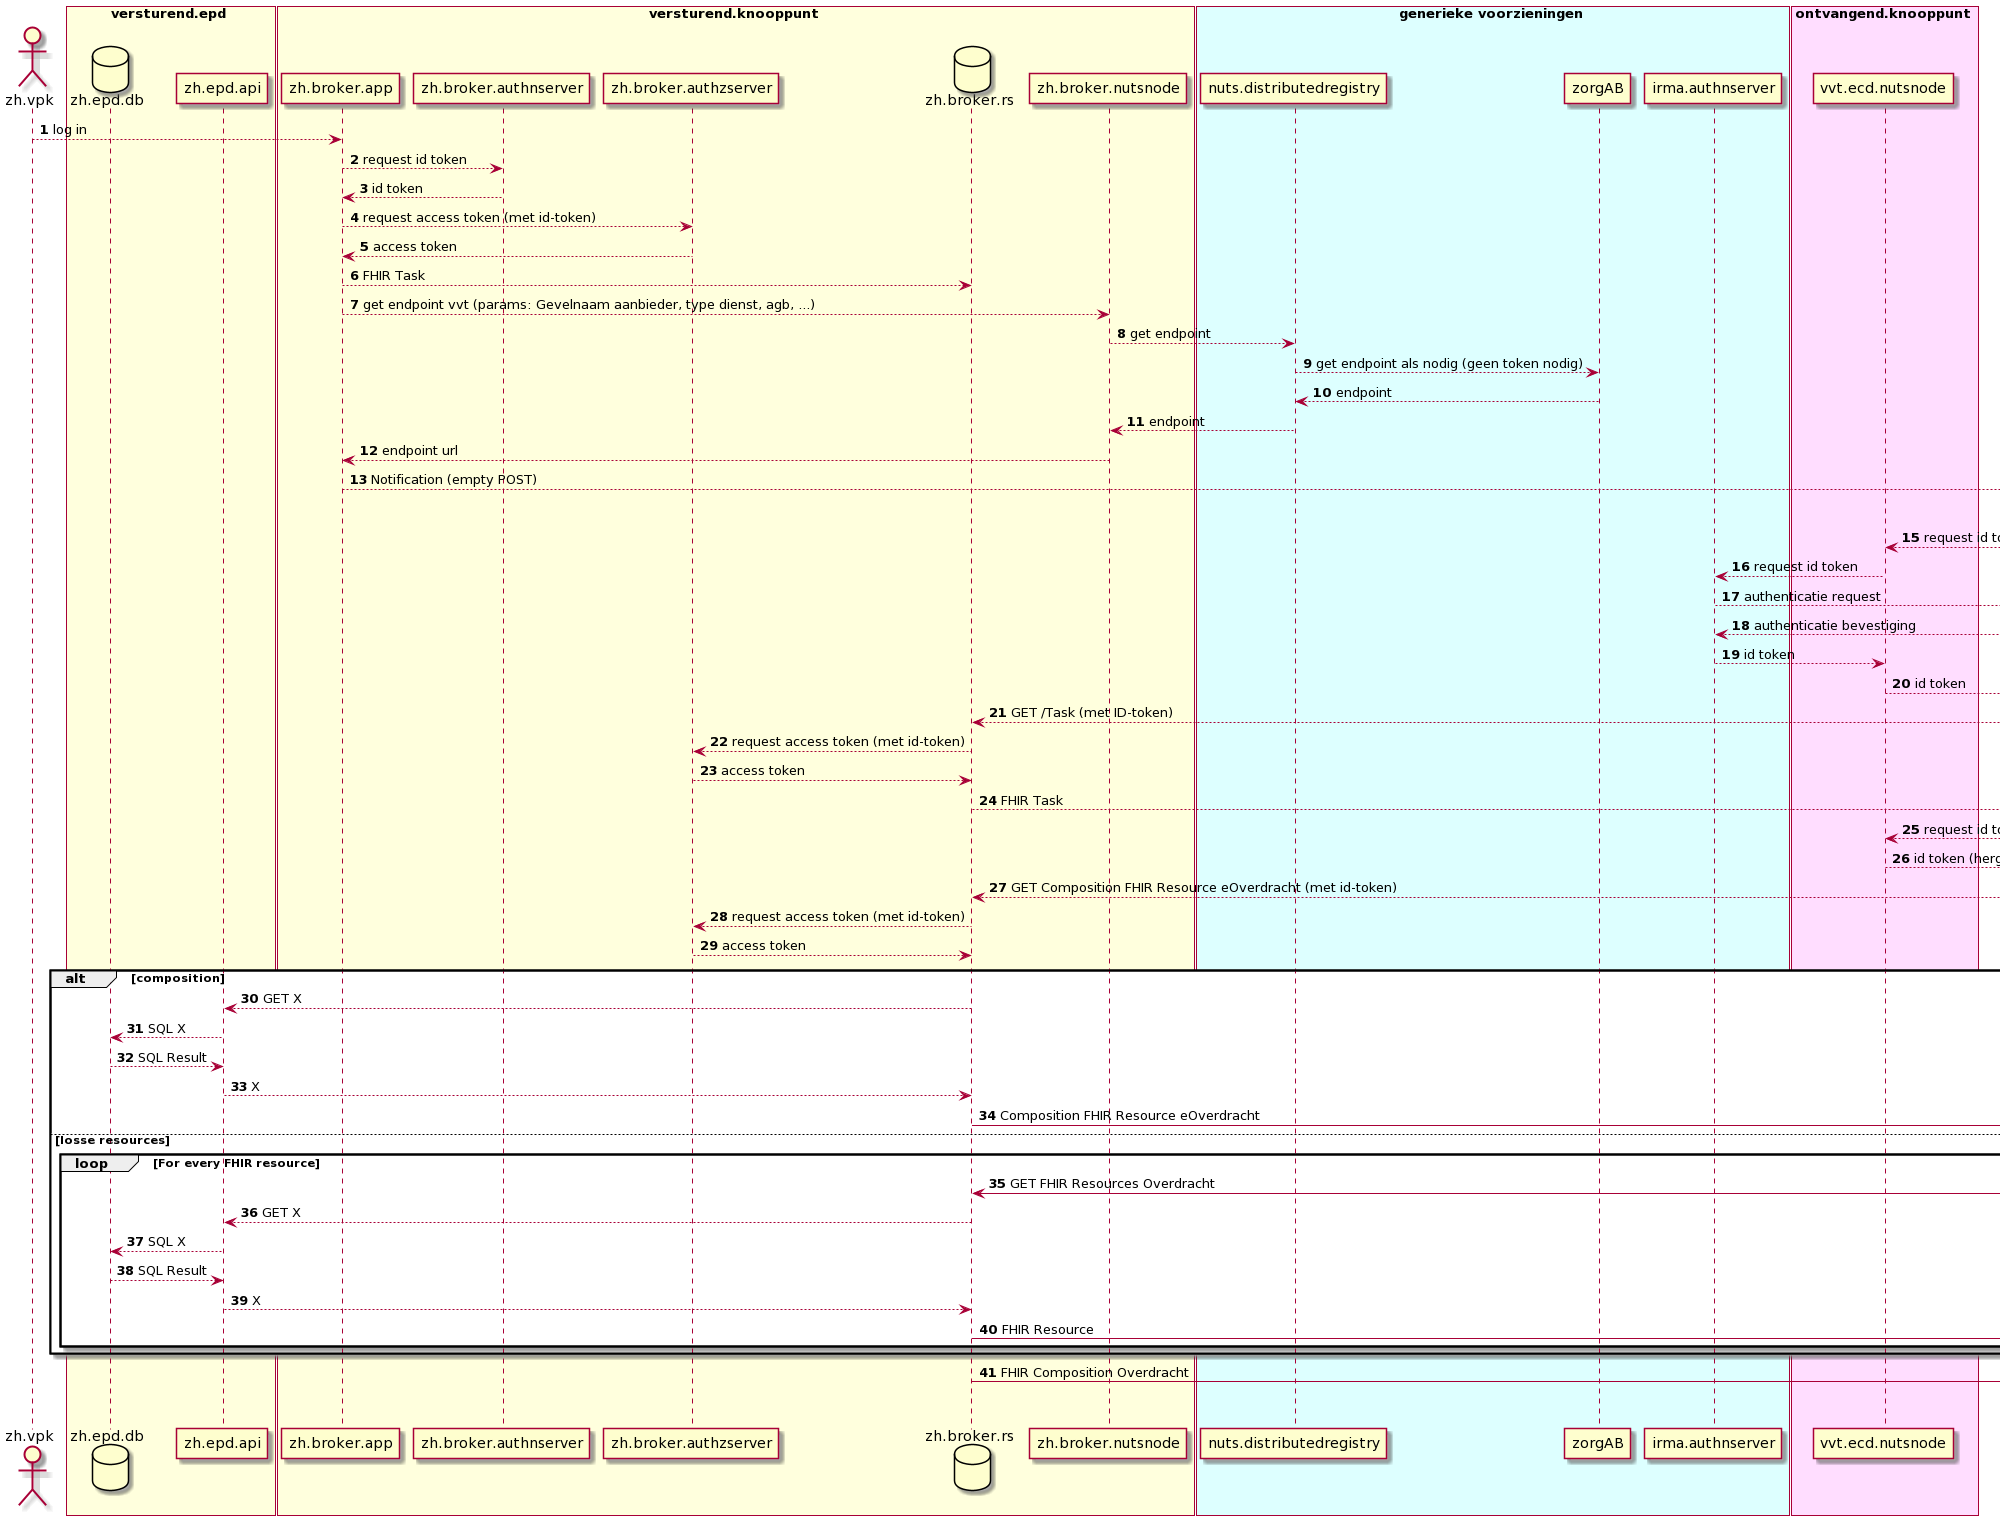 versturend.epd
versturend.knooppunt
generieke voorzieningen
ontvangend.knooppunt
zh.vpk
zh.epd.db
zh.epd.api
zh.broker.app
zh.broker.authnserver
zh.broker.authzserver
zh.broker.rs
zh.broker.nutsnode
nuts.distributedregistry
zorgAB
irma.authnserver
vvt.ecd.nutsnode
1 log in
2 request id token
3 id token
4 request access token (met id-token)
5 access token
6 FHIR Task
7 get endpoint vvt (params: Gevelnaam aanbieder, type dienst, agb, ...)
8 get endpoint
9 get endpoint als nodig (geen token nodig)
10 endpoint
11 endpoint
12 endpoint url
13 Notification (empty POST)
15 request id
16 request id token
17 authenticatie request
18 authenticatie bevestiging
19 id token
20 id token
21 GET /Task (met ID-token)
22 request access token (met id-token)
23 access token
24 FHIR Task
25 request id
26 id token
27 GET Composition FHIR Resource eOverdracht (met id-token)
28 request access token (met id-token)
29 access token
alt [composition]
30 GET X
31 SQL X
32 SQL Result
33 X
34 Composition FHIR Resource eOverdracht
[losse resources]
loop [For every FHIR resource]
35 GET FHIR Resources Overdracht
36 GET X
37 SQL X
38 SQL Result
39 X
40 FHIR Resource
41 FHIR Composition Overdracht
zh.vpk
zh.epd.db
zh.epd.api
zh.broker.app
zh.broker.authnserver
zh.broker.authzserver
zh.broker.rs
zh.broker.nutsnode
nuts.distributedregistry
zorgAB
irma.authnserver
vvt.ecd.nutsnode